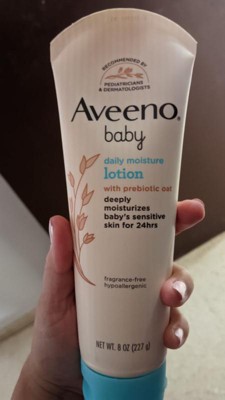 RECOMMENDED BY
PEDIATRICIANS &
DERMATOLOGISTS
Aveeno®
baby
daily moisture
lotion
with prebiotic oat
deeply
moisturizes
baby's sensitive
skin for 24hrs
fragrance-free
hypoallergenic
NET WT. 8 OZ (227 g)